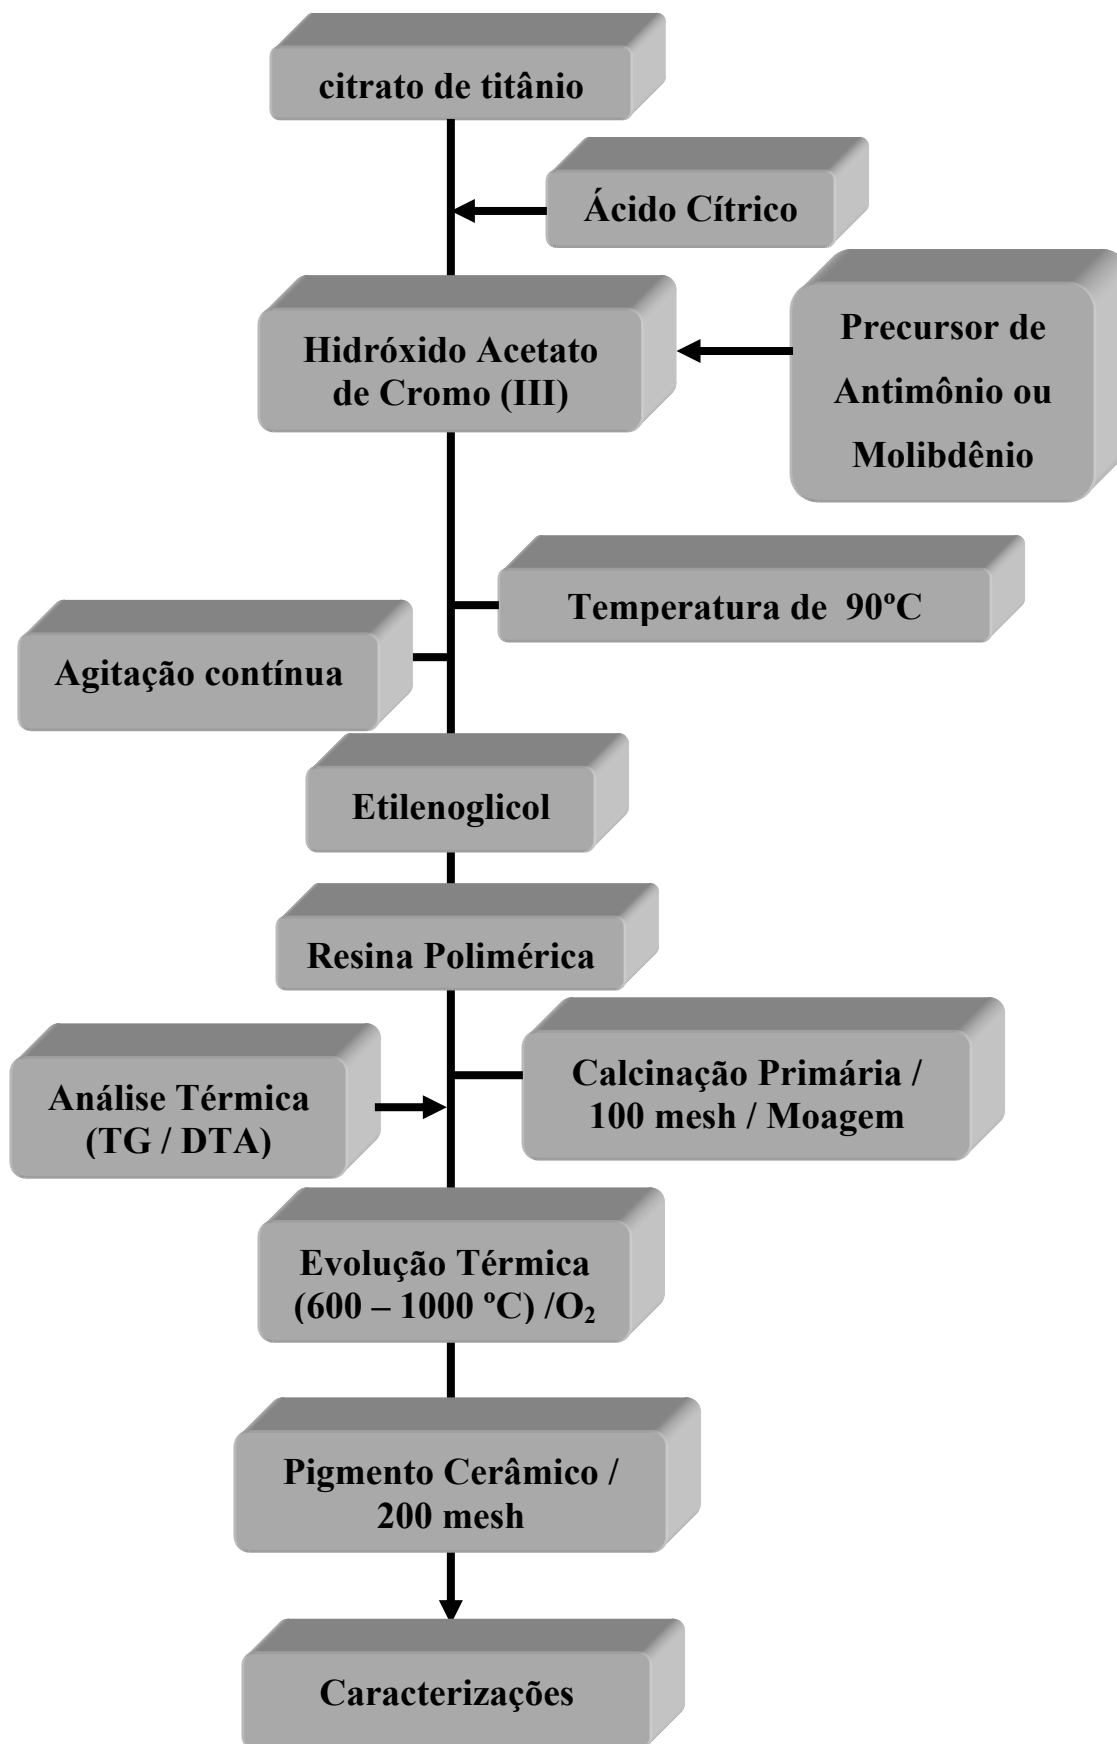 citrato de titânio
Ácido Cítrico
Hidróxido Acetato
de Cromo (III)
Precursor de
Antimônio ou
Molibdênio
Temperatura de 90ºC
Agitação contínua
Etilenoglicol
Resina Polimérica
Calcinação Primária /
100 mesh / Moagem
Análise Térmica
(TG / DTA)
Evolução Térmica
(600 – 1000 ºC) /O₂
Pigmento Cerâmico /
200 mesh
Caracterizações